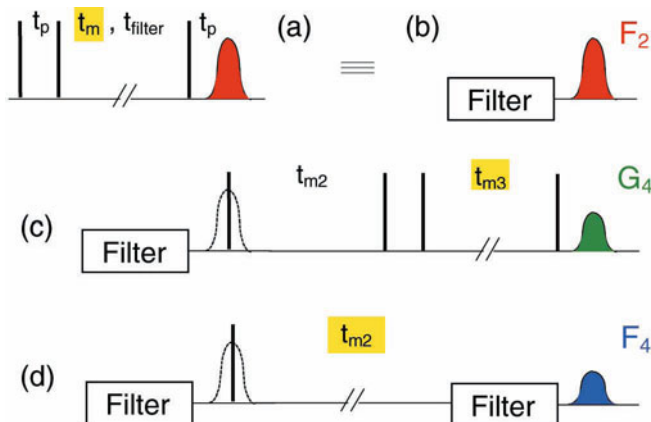 tp tm , tfilter tp (a) (b) F2
Filter
tm2 tm3 G4
(c) Filter
tm2 F4
(d) Filter Filter